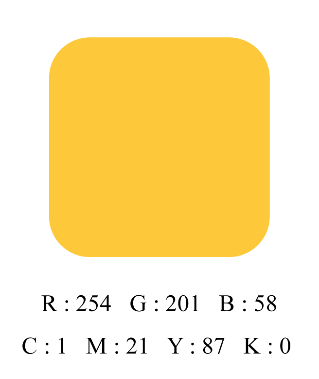 R : 254 G : 201 B : 58
C : 1 M : 21 Y : 87 K : 0